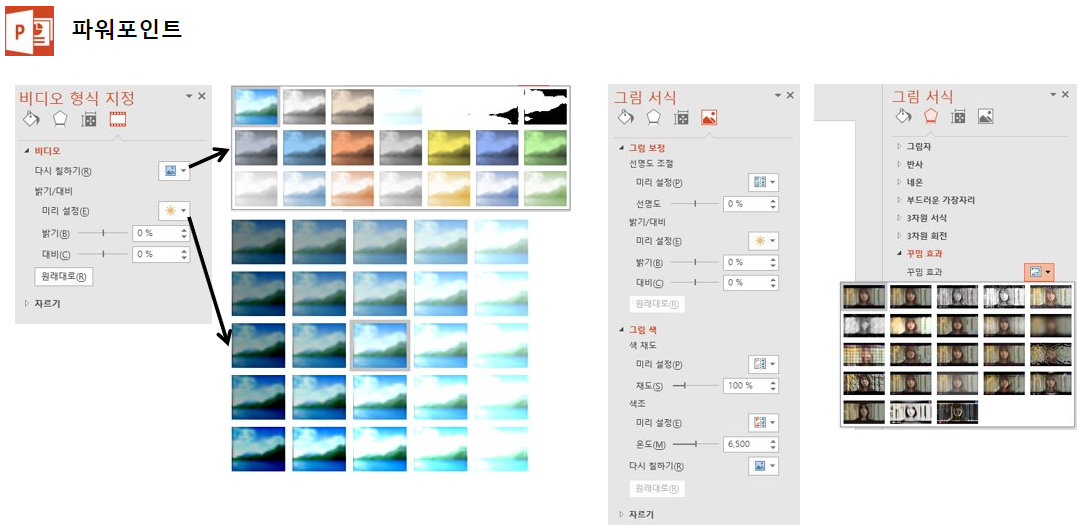 파워포인트
비디오 형식 지정
비디오
다시 칠하기(R)
밝기/대비
미리 설정(E)
밝기(B) 0 %
대비(C) 0 %
원래대로(R)
자르기
그림 서식
그림 보정
선명도 조절
미리 설정(P)
선명도 0 %
밝기/대비
미리 설정(E)
밝기(B) 0 %
대비(C) 0 %
원래대로(R)
그림 색
색 채도
미리 설정(P)
채도(S) 100 %
색조
미리 설정(E)
온도(M) 6,500
다시 칠하기(R)
원래대로(R)
자르기
그림 서식
그림자
반사
네온
부드러운 가장자리
3차원 서식
3차원 회전
꾸밈 효과
꾸밈 효과